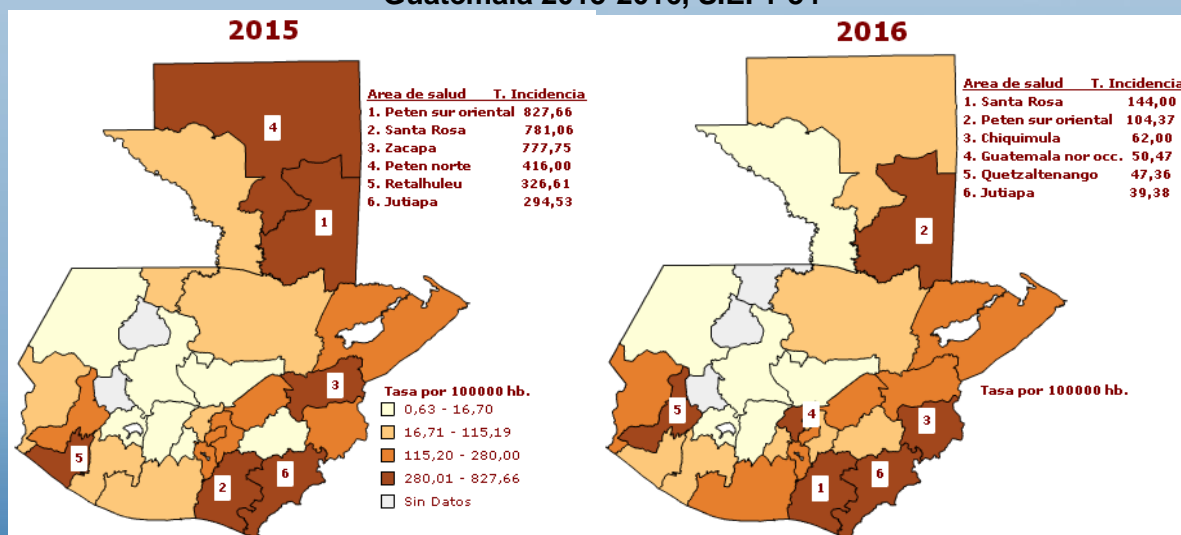 2015
Area de salud T. Incidencia
1. Peten sur oriental 827,66
2. Santa Rosa 781,06
3. Zacapa 777,75
4. Peten norte 416,00
5. Retalhuleu 326,61
6. Jutiapa 294,53
4
1
3
5
2
6
Tasa por 100000 hb.
0,63 - 16,70
16,71 - 115,19
115,20 - 280,00
280,01 - 827,66
Sin Datos
2016
Area de salud T. Incidencia
1. Santa Rosa 144,00
2. Peten sur oriental 104,37
3. Chiquimula 62,00
4. Guatemala nor occ. 50,47
5. Quetzaltenango 47,36
6. Jutiapa 39,38
2
5
4
3
1
6
Tasa por 100000 hb.